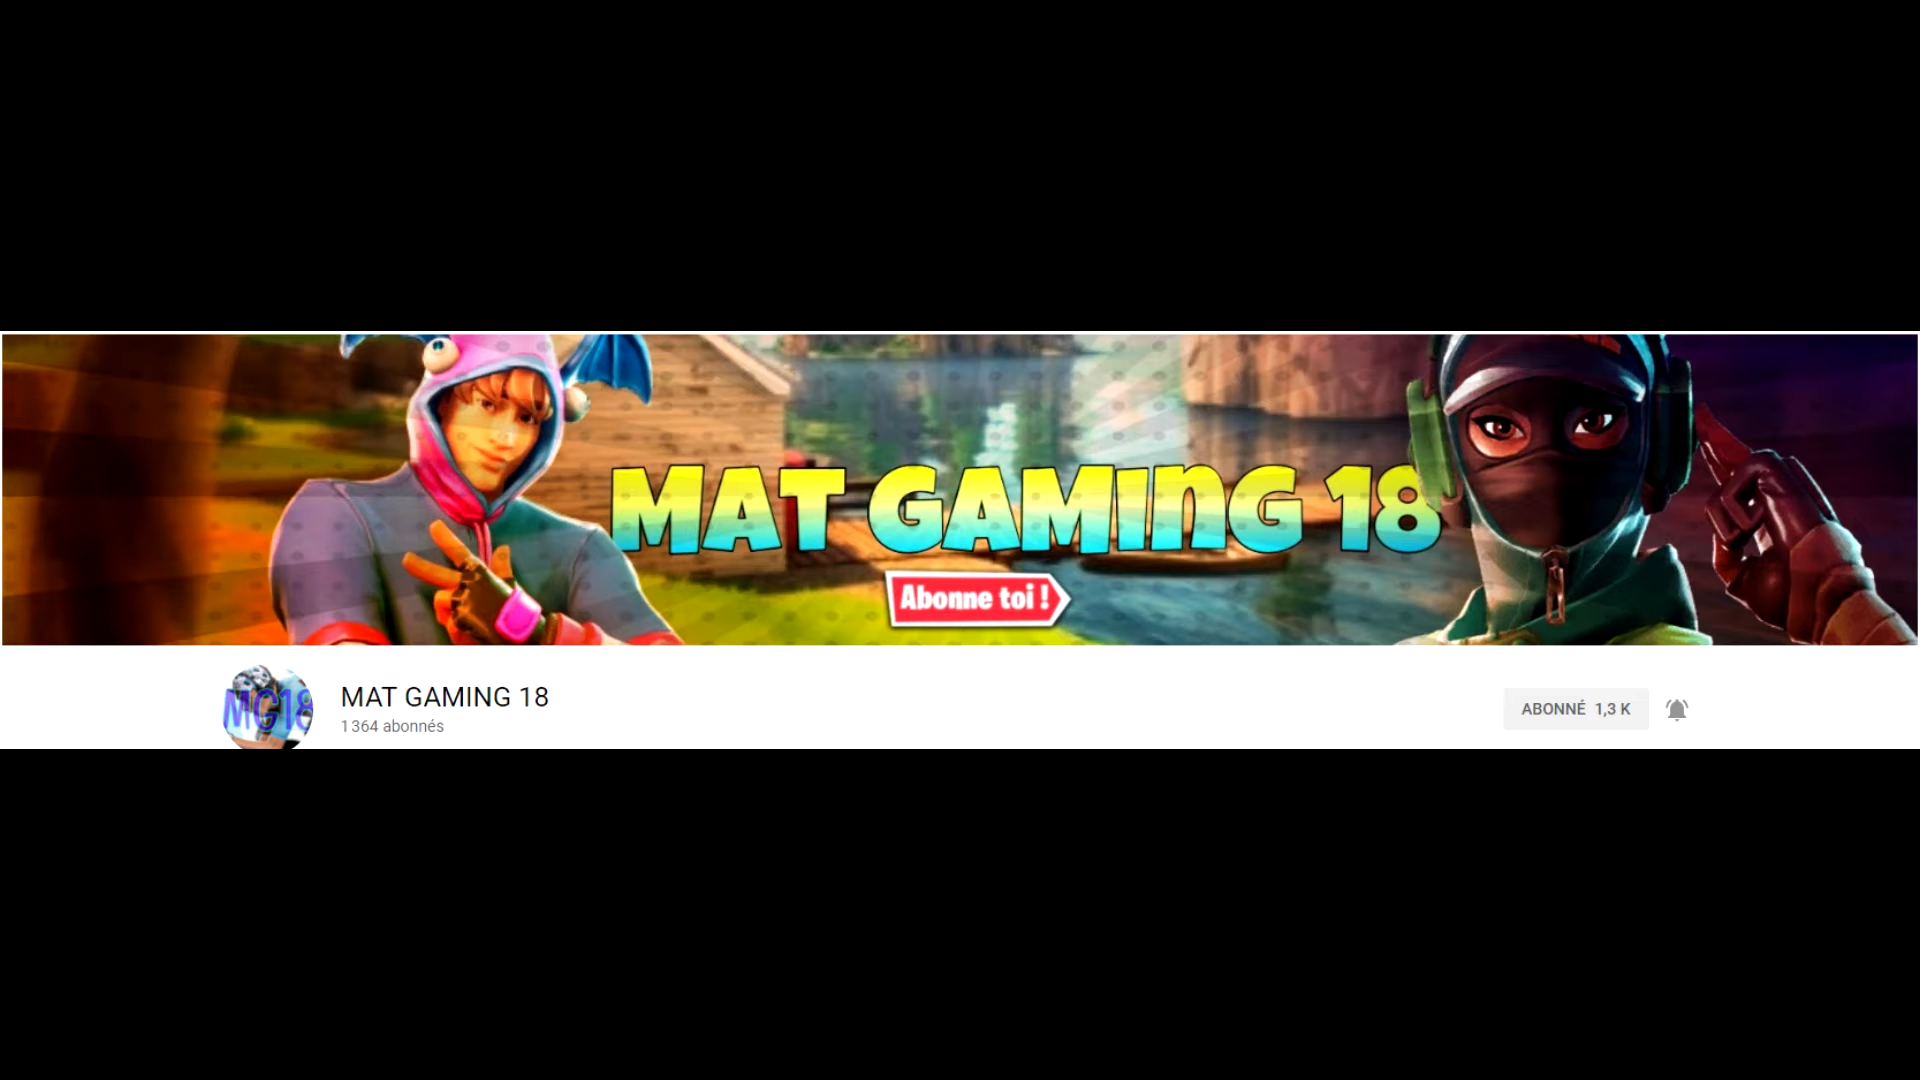 MAT GAMING 18
Abonne toi !
MG18
MAT GAMING 18
1 364 abonnés
ABONNÉ 1,3 K